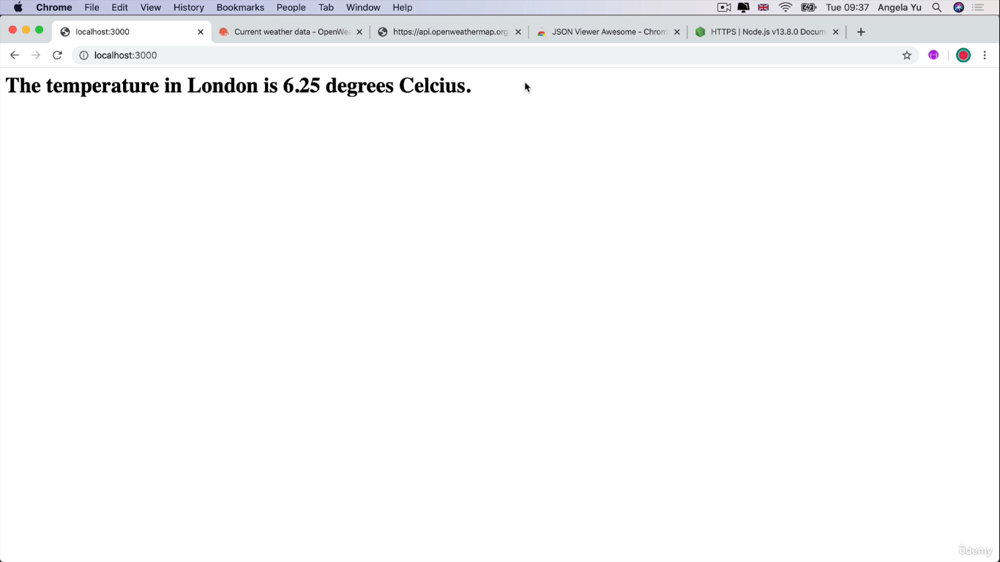 Chrome File Edit View History Bookmarks People Tab Window Help Tue 09:37 Angela Yu
localhost:3000 Current weather data - OpenWea https://api.openweathermap.org JSON Viewer Awesome - Chrom HTTPS | Node.js v13.8.0 Docum
localhost:3000
The temperature in London is 6.25 degrees Celcius.
ûdemy